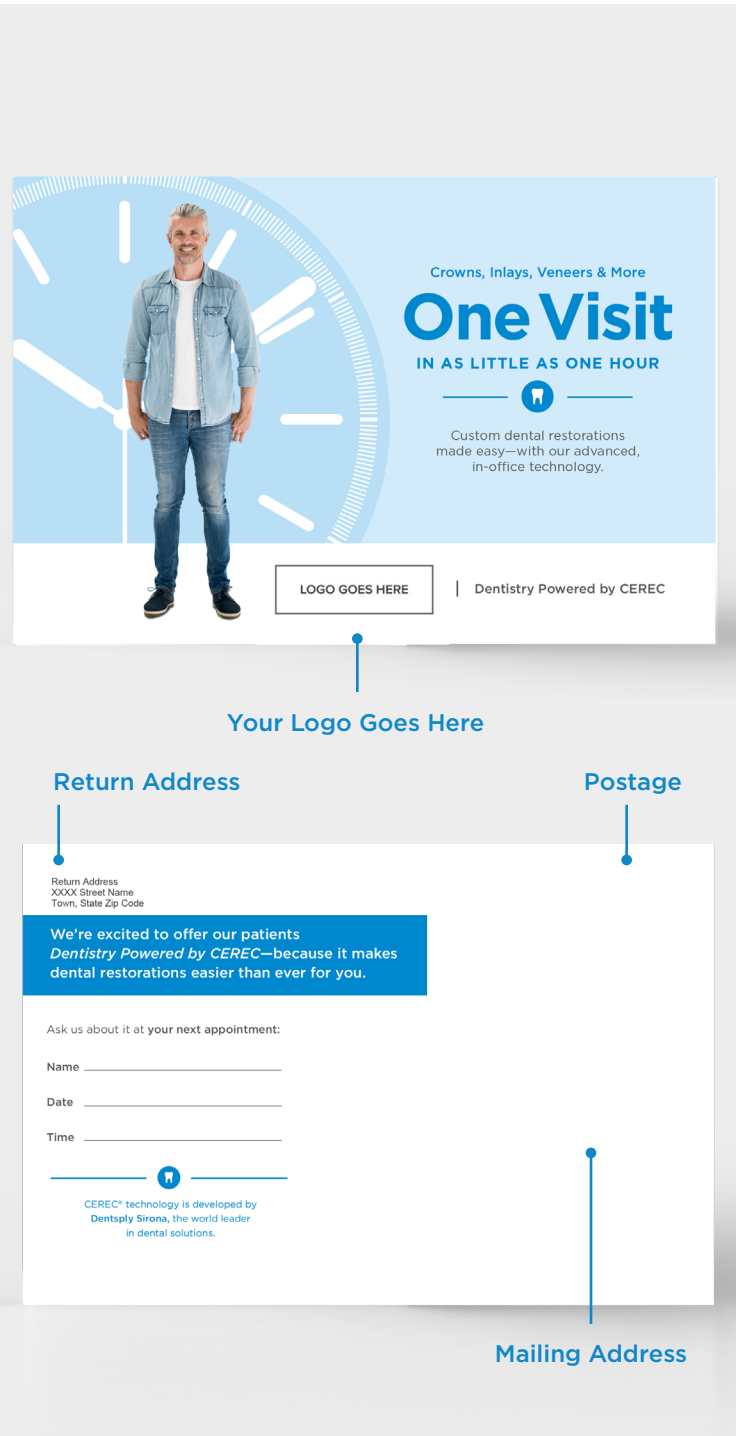 Crowns, Inlays, Veneers & More
One Visit
IN AS LITTLE AS ONE HOUR
Custom dental restorations
made easy—with our advanced,
in-office technology.
LOGO GOES HERE
| Dentistry Powered by CEREC
Your Logo Goes Here
Return Address
Postage
Return Address
XXXX Street Name
Town, State Zip Code
We're excited to offer our patients
Dentistry Powered by CEREC—because it makes
dental restorations easier than ever for you.
Ask us about it at your next appointment:
Name
Date
Time
CEREC® technology is developed by
Dentsply Sirona, the world leader
in dental solutions.
Mailing Address